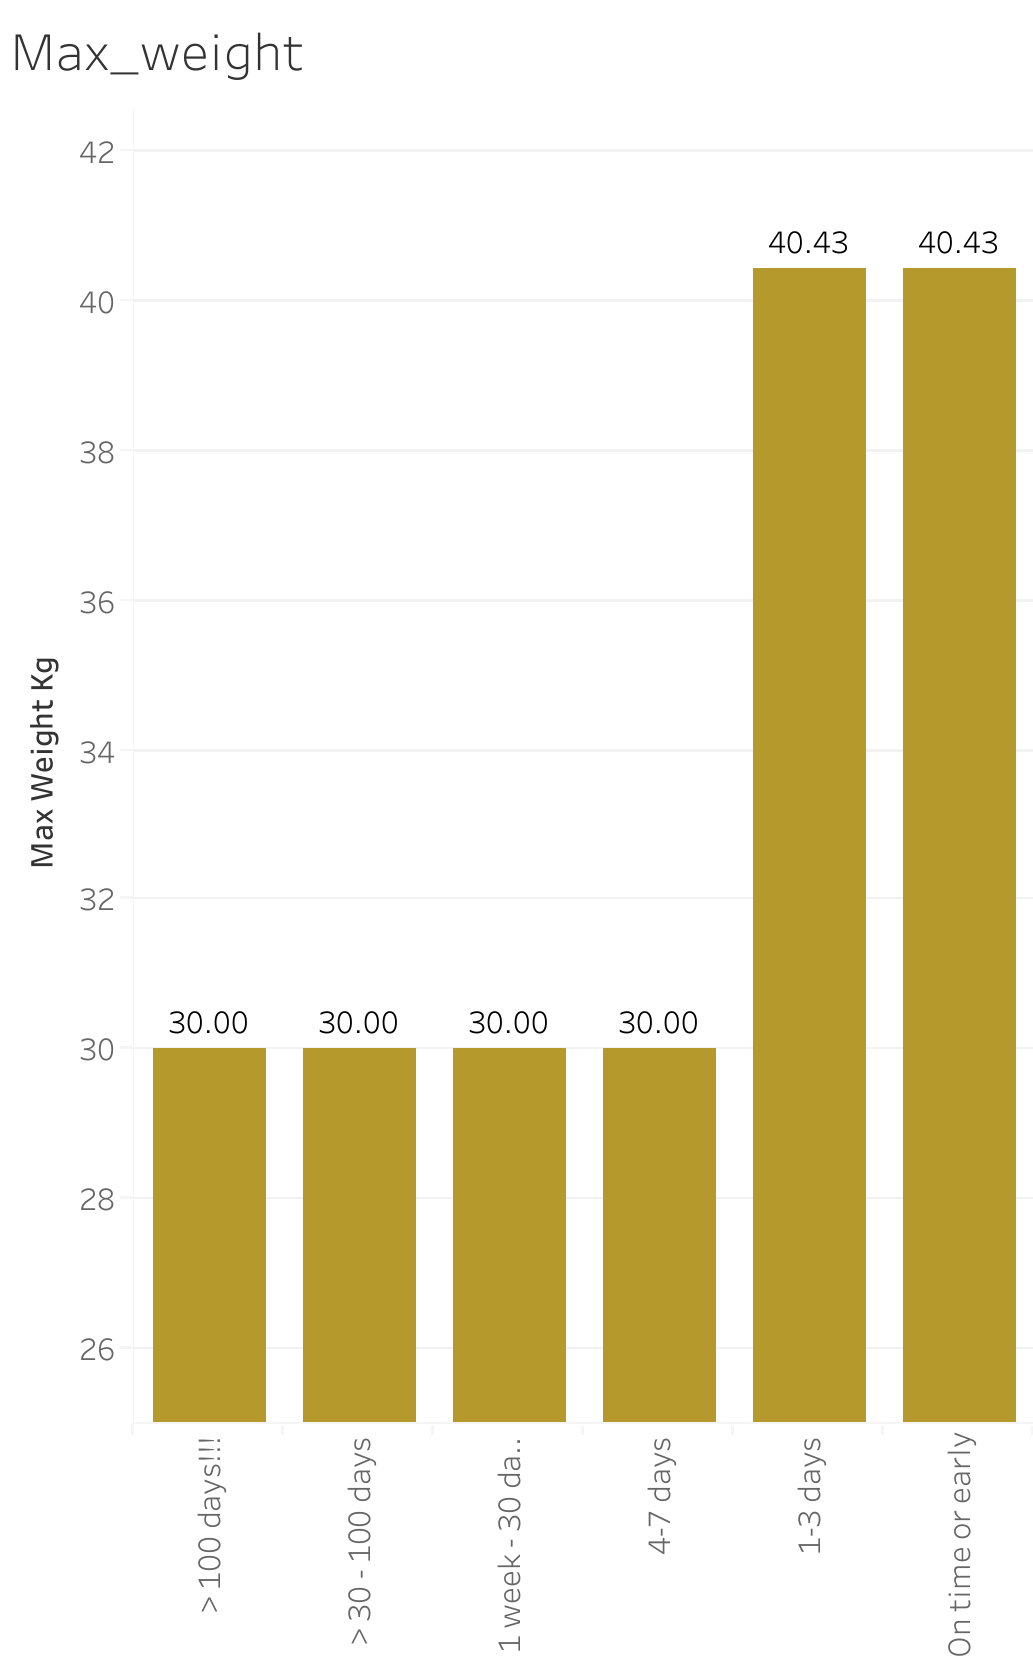 Max_weight
Max Weight Kg
42
40
38
36
34
32
30
28
26
30.00
30.00
30.00
30.00
40.43
40.43
> 100 days!!!
> 30 - 100 days
1 week - 30 da..
4-7 days
1-3 days
On time or early